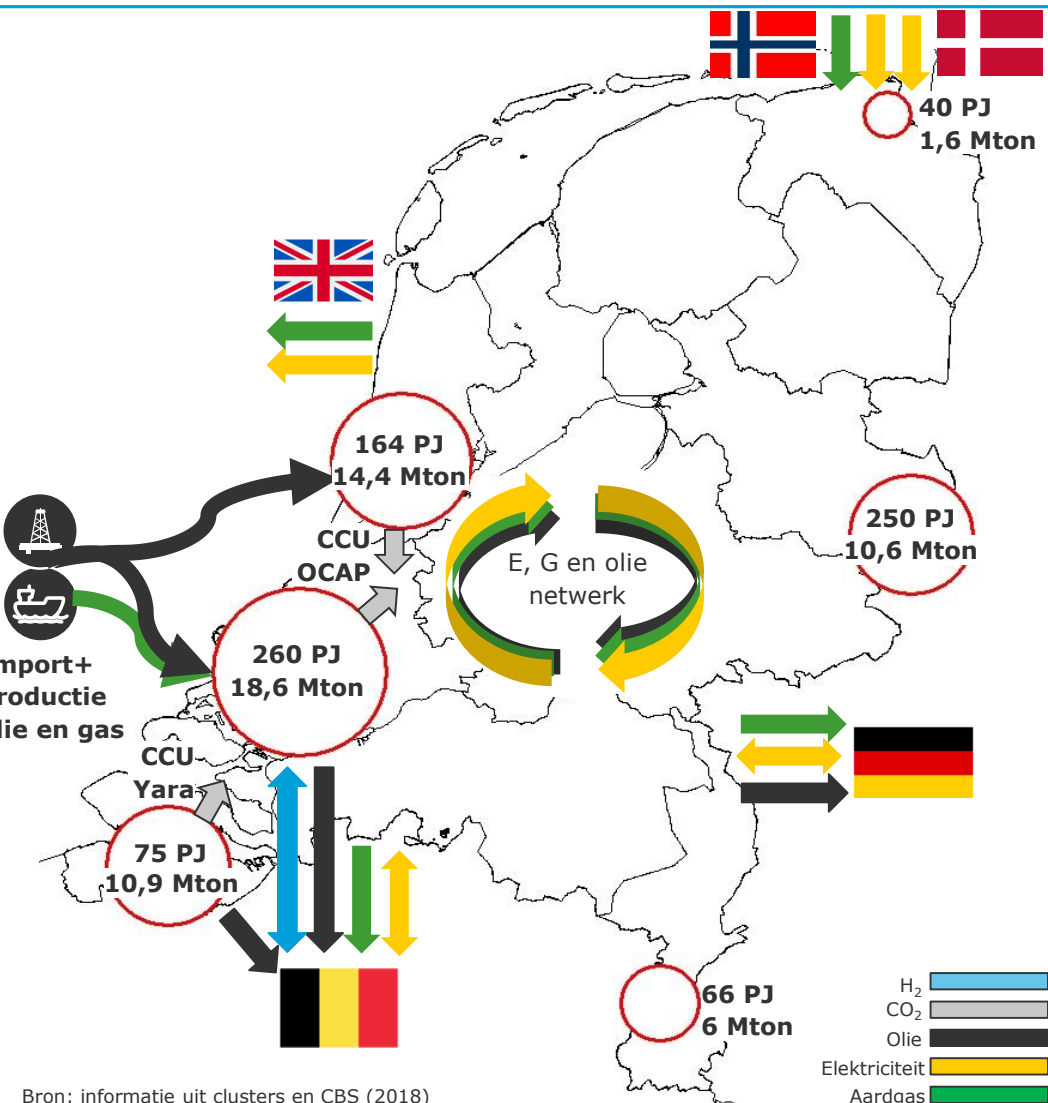 40 PJ
1,6 Mton
164 PJ
14,4 Mton
CCU
OCAP
E, G en olie
netwerk
250 PJ
10,6 Mton
260 PJ
18,6 Mton
mport+
roductie
lie en gas
CCU
Yara
75 PJ
10,9 Mton
66 PJ
6 Mton
H₂
CO₂
Olie
Elektriciteit
Aardgas
Bron: informatie uit clusters en CBS (2018)